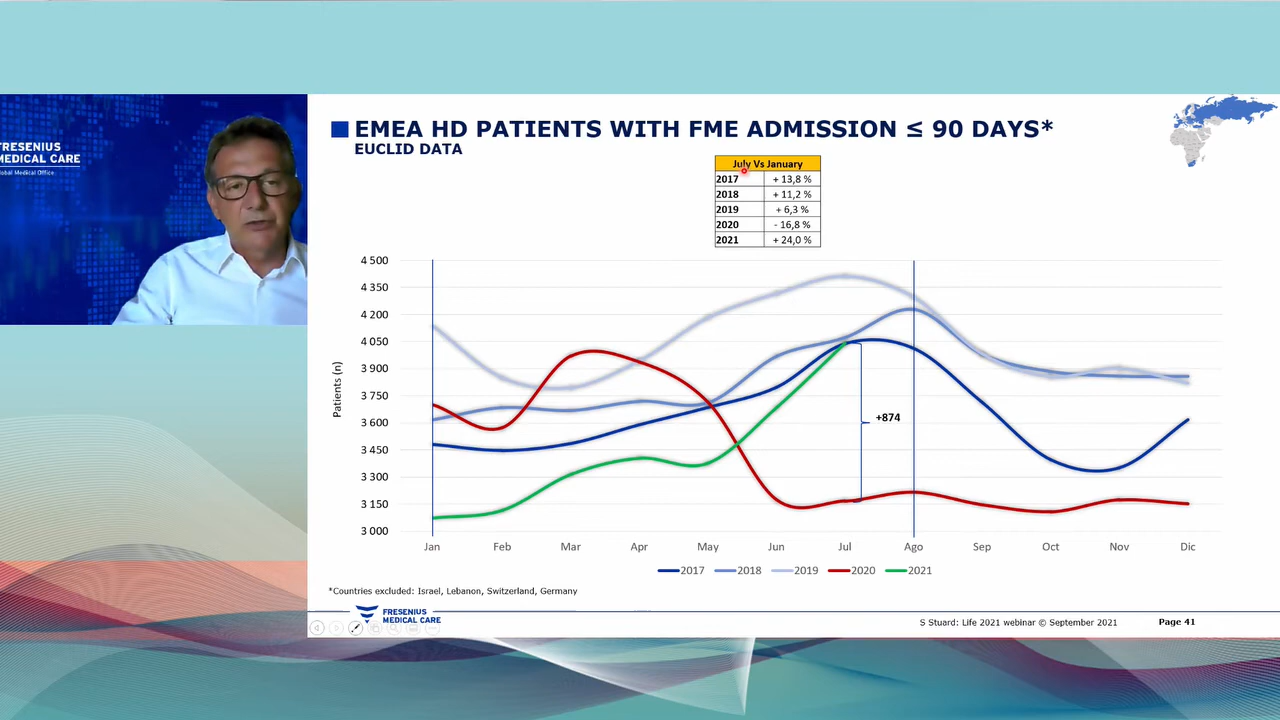 FRESENIUS
MEDICAL CARE
Global Medical Office
EMEA HD PATIENTS WITH FME ADMISSION ≤ 90 DAYS*
EUCLID DATA
July Vs January
2017 + 13,8 %
2018 + 11,2 %
2019 + 6,3 %
2020 - 16,8 %
2021 + 24,0 %
Patients (n)
4 500
4 350
4 200
4 050
3 900
3 750
3 600
3 450
3 300
3 150
3 000
+874
Jan Feb Mar Apr May Jun Jul Ago Sep Oct Nov Dic
2017 2018 2019 2020 2021
*Countries excluded: Israel, Lebanon, Switzerland, Germany
FRESENIUS
MEDICAL CARE
S Stuard: Life 2021 webinar © September 2021 Page 41